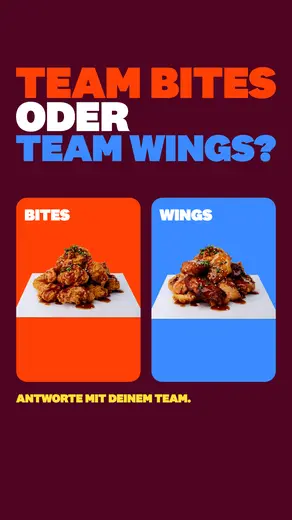 TEAM BITES
ODER
TEAM WINGS?
BITES
WINGS
ANTWORTE MIT DEINEM TEAM.